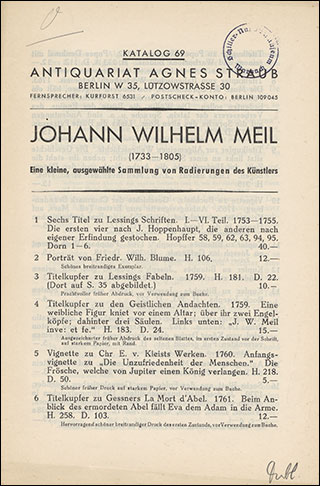 KATALOG 69
ANTIQUARIAT AGNES STRAUB
BERLIN W 35, LÜTZOWSTRASSE 30
FERNSPRECHER: KURFÜRST 6531 / POSTSCHECK-KONTO: BERLIN 109045
JOHANN WILHELM MEIL
(1733—1805)
Eine kleine, ausgewählte Sammlung von Radierungen des Künstlers
1 Sechs Titel zu Lessings Schriften. I.—VI. Teil. 1753—1755.
Die ersten vier nach J. Hoppenhaupt, die anderen nach
eigener Erfindung gestochen. Hopffer 58, 59, 62, 63, 94, 95.
Dorn 1—6. 40.—
2 Porträt von Friedr. Wilh. Blume. H. 106. 12.—
Schönes breitrandiges Exemplar.
3 Titelkupfer zu Lessings Fabeln. 1759. H. 181. D. 22.
(Dort auf S. 35 abgebildet.) 10.—
Prachtvoller früher Abdruck, vor Verwendung zum Buche.
4 Titelkupfer zu den Geistlichen Andachten. 1759. Eine
weibliche Figur kniet vor einem Altar; über ihr zwei Engel-
köpfe; dahinter drei Säulen. Links unten: „J. W. Meil
inv: et fe." H. 183. D. 24. 15.—
Ausgezeichneter früher Abdruck des seltenen Blattes, im ersten Zustand vor der Schrift,
auf starkem Papier, mit Rand.
5 Vignette zu Chr. E. v. Kleists Werken. 1760. Anfangs-
vignette zu „Die Unzufriedenheit der Menschen." Die
Frösche, welche von Jupiter einen König verlangen. H. 218.
D. 50. 5.—
Schöner früher Druck auf starkem Papier, vor Verwendung zum Buche.
6 Titelkupfer zu Gessners La Mort d'Abel. 1761. Beim An-
blick des ermordeten Abel fällt Eva dem Adam in die Arme.
H. 258. D. 103. 12.—
Hervorragend schöner breitrandiger Druck des ersten Zustandes, vor Verwendung zum Buche.